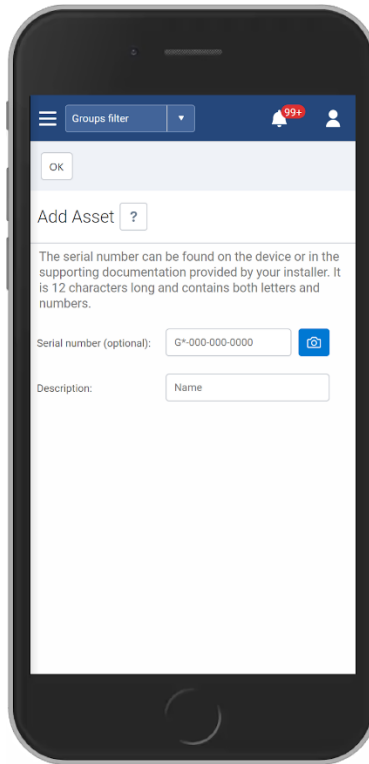 Groups filter
99+
OK
Add Asset ?
The serial number can be found on the device or in the
supporting documentation provided by your installer. It
is 12 characters long and contains both letters and
numbers.
Serial number (optional): G*-000-000-0000
Description: Name